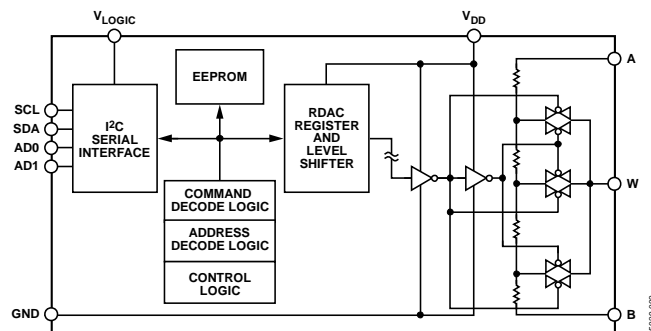 VLOGIC
VDD
A
EEPROM
SCL
SDA
AD0
AD1
I2C
SERIAL
INTERFACE
RDAC
REGISTER
AND
LEVEL
SHIFTER
COMMAND
DECODE LOGIC
ADDRESS
DECODE LOGIC
CONTROL
LOGIC
W
GND
B